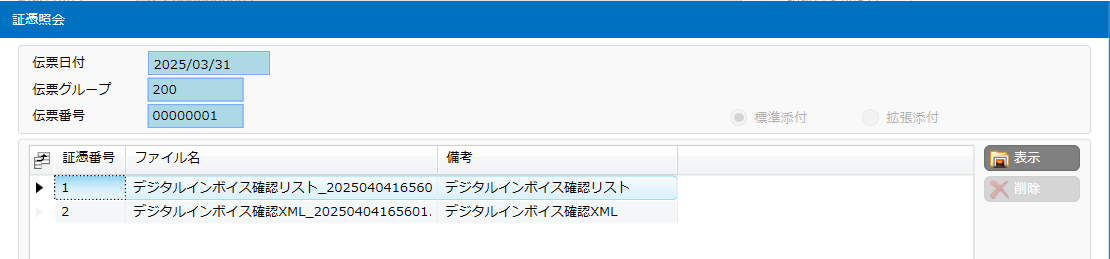 証憑照会
伝票日付 2025/03/31
伝票グループ 200
伝票番号 00000001
標準添付 拡張添付
証憑番号 ファイル名 備考
表示
1 デジタルインボイス確認リスト_2025040416560 デジタルインボイス確認リスト
削除
2 デジタルインボイス確認XML_20250404165601. デジタルインボイス確認XML